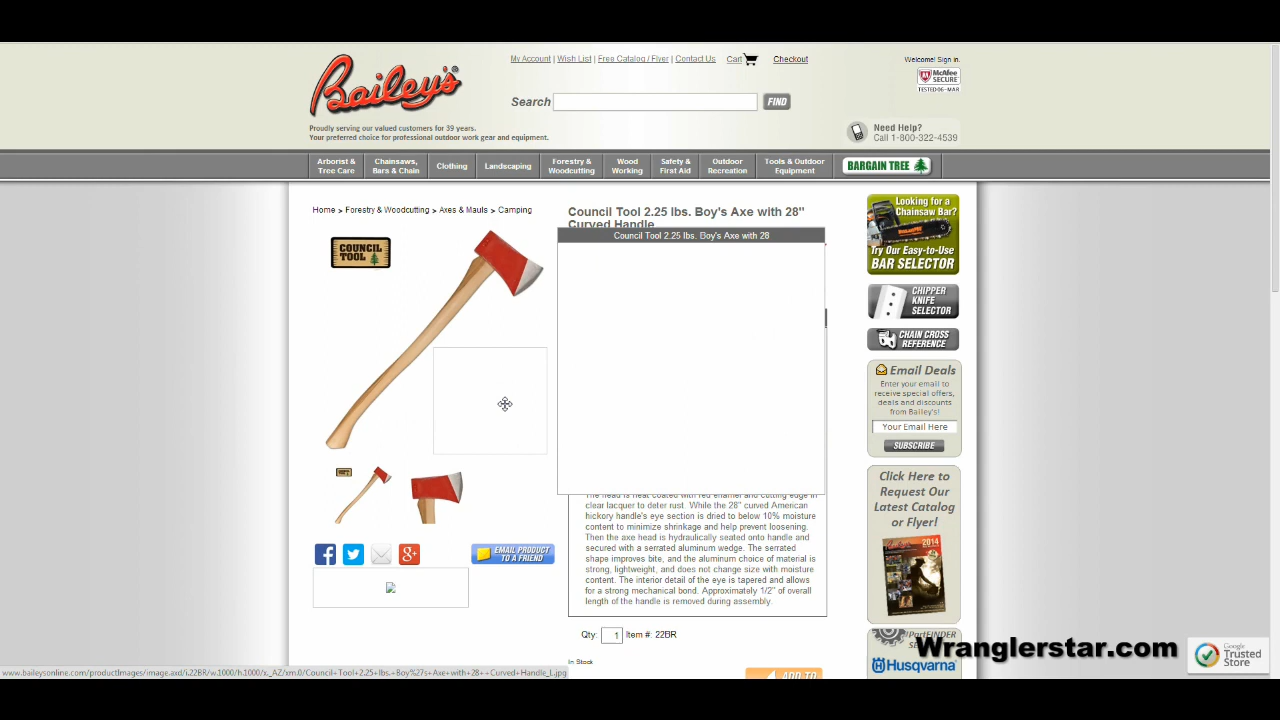 Bailey's®
Proudly serving our valued customers for 39 years.
Your preferred choice for professional outdoor work gear and equipment.
My Account | Wish List | Free Catalog / Flyer | Contact Us Cart Checkout
Search FIND
Welcome! Sign in.
McAfee
SECURE
TESTED 06-MAR
Need Help?
Call 1-800-322-4539
Arborist &
Tree Care
Chainsaws,
Bars & Chain
Clothing
Landscaping
Forestry &
Woodcutting
Wood
Working
Safety &
First Aid
Outdoor
Recreation
Tools & Outdoor
Equipment
BARGAIN TREE
Home > Forestry & Woodcutting > Axes & Mauls > Camping
COUNCIL
TOOL
Council Tool 2.25 lbs. Boy's Axe with 28"
Curved Handle
Council Tool 2.25 lbs. Boy's Axe with 28
The head is heat coated with red enamel and cutting edge in
clear lacquer to deter rust. While the 28" curved American
hickory handle's eye section is dried to below 10% moisture
content to minimize shrinkage and help prevent loosening.
Then the axe head is hydraulically seated onto handle and
secured with a serrated aluminum wedge. The serrated
shape improves bite, and the aluminum choice of material is
strong, lightweight, and does not change size with moisture
content. The interior detail of the eye is tapered and allows
for a strong mechanical bond. Approximately 1/2" of overall
length of the handle is removed during assembly.
EMAIL PRODUCT
TO A FRIEND
Qty: 1 Item #: 22BR
In Stock
ADD TO
Looking for a
Chainsaw Bar?
Try Our Easy-to-Use
BAR SELECTOR
CHIPPER
KNIFE
SELECTOR
CHAIN CROSS
REFERENCE
Email Deals
Enter your email to
receive special offers,
deals and discounts
from Bailey's!
Your Email Here
SUBSCRIBE
Click Here to
Request Our
Latest Catalog
or Flyer!
2014
Husqvarna
Wranglerstar.com
Google
Trusted
Store
www.baileysonline.com/productImages/image.axd/i.22BR/w.1000/h.1000/x._AZ/xm.0/Council+Tool+2.25+lbs.+Boy%27s+Axe+with+28++Curved+Handle_L.jpg